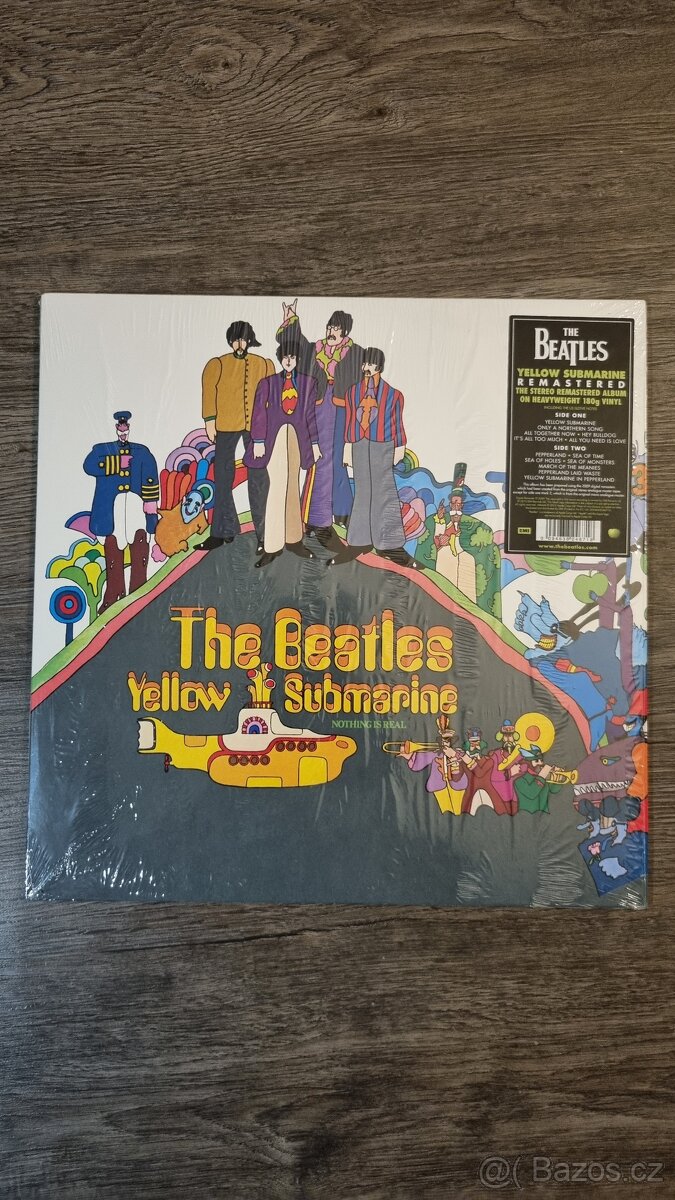 THE
BEATLES
YELLOW SUBMARINE
REMASTERED
THE STEREO REMASTERED ALBUM
ON HEAVYWEIGHT 180g VINYL
SIDE ONE
YELLOW SUBMARINE
ONLY A NORTHERN SONG
ALL TOGETHER NOW • HEY BULLDOG
IT'S ALL TOO MUCH • ALL YOU NEED IS LOVE
SIDE TWO
PEPPERLAND • SEA OF TIME
SEA OF HOLES • SEA OF MONSTERS
MARCH OF THE MEANIES
PEPPERLAND LAID WASTE
YELLOW SUBMARINE IN PEPPERLAND
EMI
www.thebeatles.com
The Beatles
Yellow Submarine
NOTHING IS REAL
@( Bazos.cz